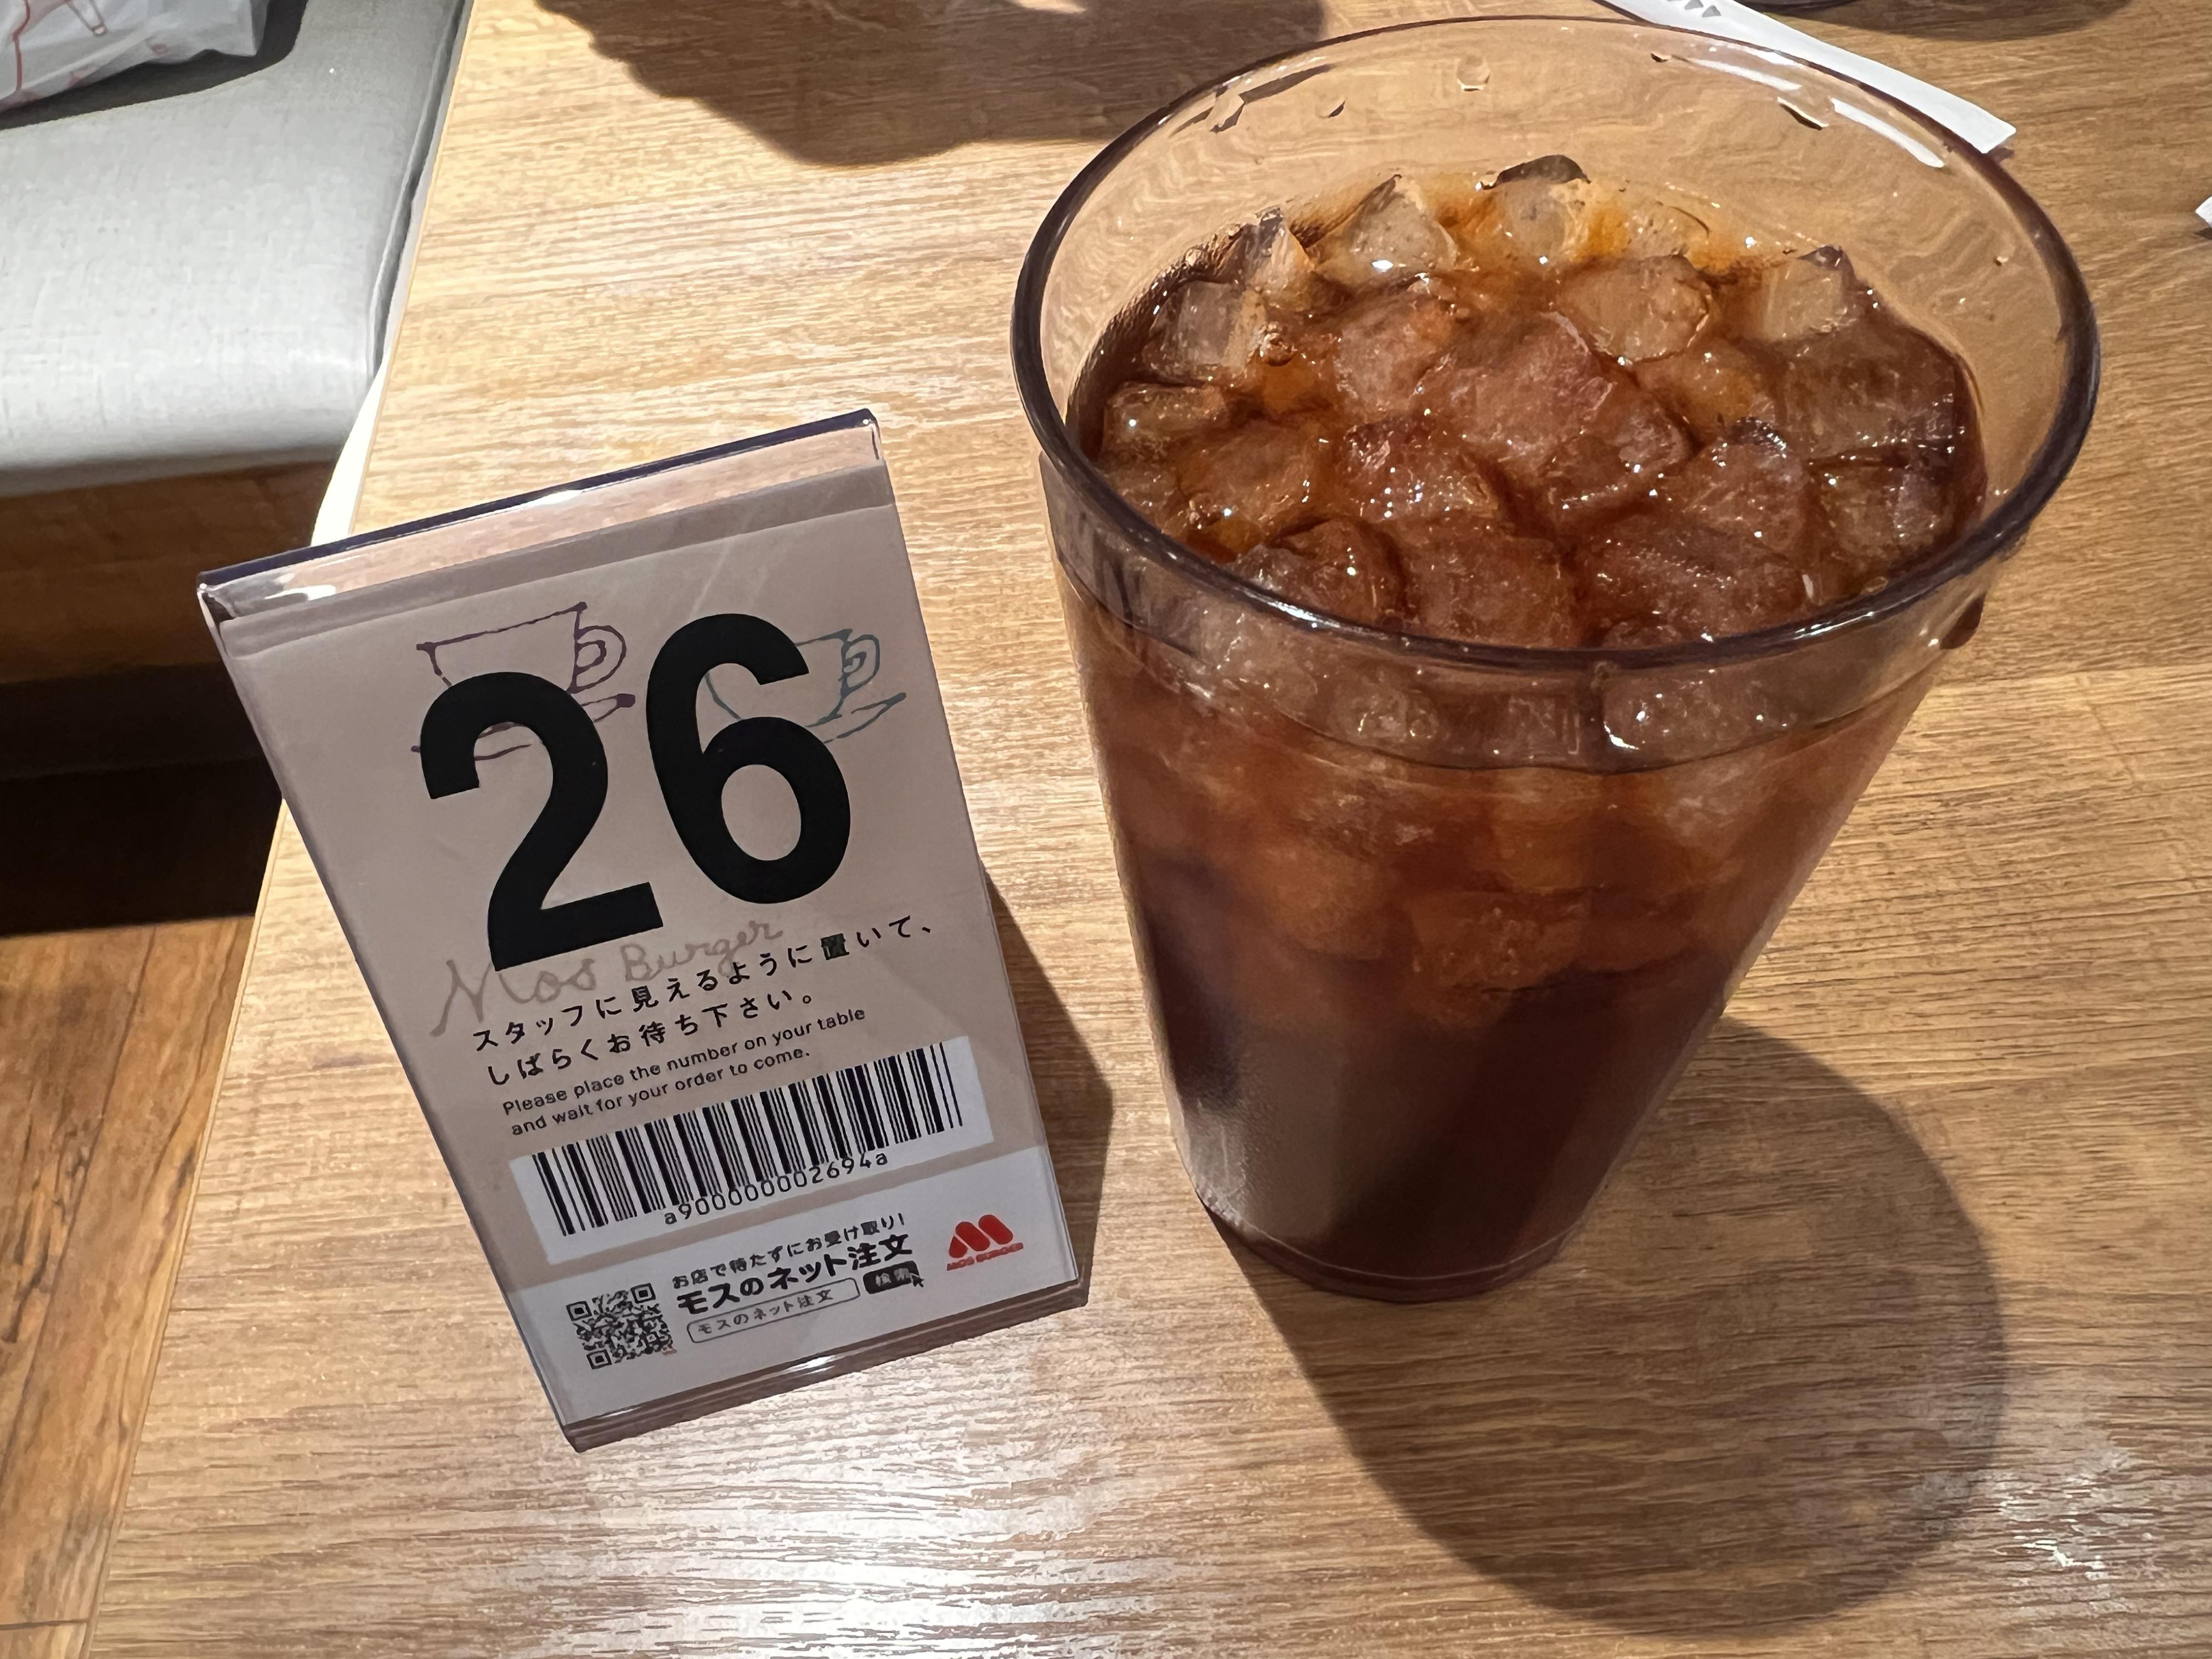 26
Mos Burger
スタッフに見えるように置いて、
しばらくお待ち下さい。
Please place the number on your table
and wait for your order to come.
a9000000002694a
お店で待たずにお受け取り!
モスのネット注文
モスのネット注文 検索
MOS BURGER